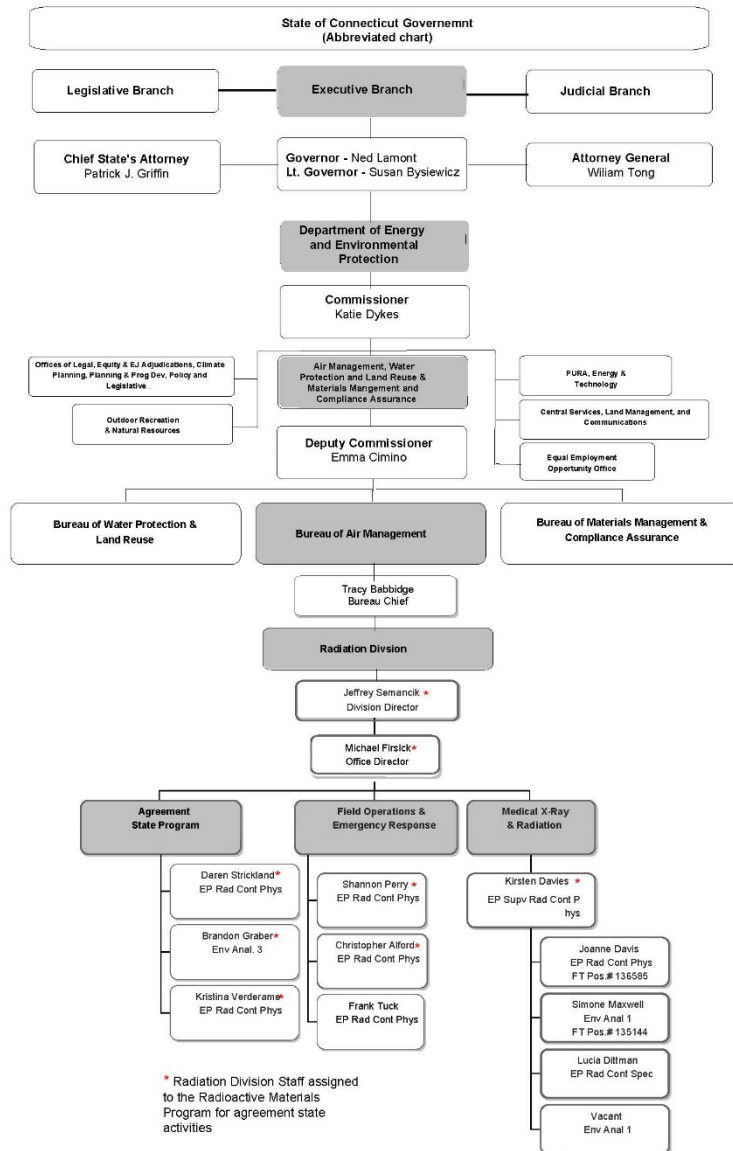 State of Connecticut Governemnt
(Abbreviated chart)
Legislative Branch
Executive Branch
Judicial Branch
Chief State's Attorney
Patrick J. Griffin
Governor - Ned Lamont
Lt. Governor - Susan Bysiewicz
Attorney General
Wiliam Tong
Department of Energy
and Environmental
Protection
Commissioner
Katie Dykes
Offices of Legal, Equity & EJ Adjudications, Climate
Planning, Planning & Prog Dev, Policy and
Legislative
Air Management, Water
Protection and Land Reuse &
Materials Mangement and
Compliance Assurance
PURA, Energy &
Technology
Outdoor Recreation
& Natural Resources
Central Services, Land Management, and
Communications
Deputy Commissioner
Emma Cimino
Equal Employment
Opportunity Office
Bureau of Water Protection &
Land Reuse
Bureau of Air Management
Bureau of Materials Management &
Compliance Assurance
Tracy Babbidge
Bureau Chief
Radiation Divsion
Jeffrey Semancik *
Division Director
Michael Firsick*
Office Director
Agreement
State Program
Field Operations &
Emergency Response
Medical X-Ray
& Radiation
Daren Strickland*
EP Rad Cont Phys
Brandon Graber*
Env Anal. 3
Kristina Verderame*
EP Rad Cont Phys
Shannon Perry *
EP Rad Cont Phys
Christopher Alford*
EP Rad Cont Phys
Frank Tuck
EP Rad Cont Phys
Kirsten Davies *
EP Supv Rad Cont P
hys
Joanne Davis
EP Rad Cont Phys
FT Pos.# 136585
Simone Maxwell
Env Anal 1
FT Pos.# 135144
Lucia Dittman
EP Rad Cont Spec
Vacant
Env Anal 1
* Radiation Division Staff assigned
to the Radioactive Materials
Program for agreement state
activities